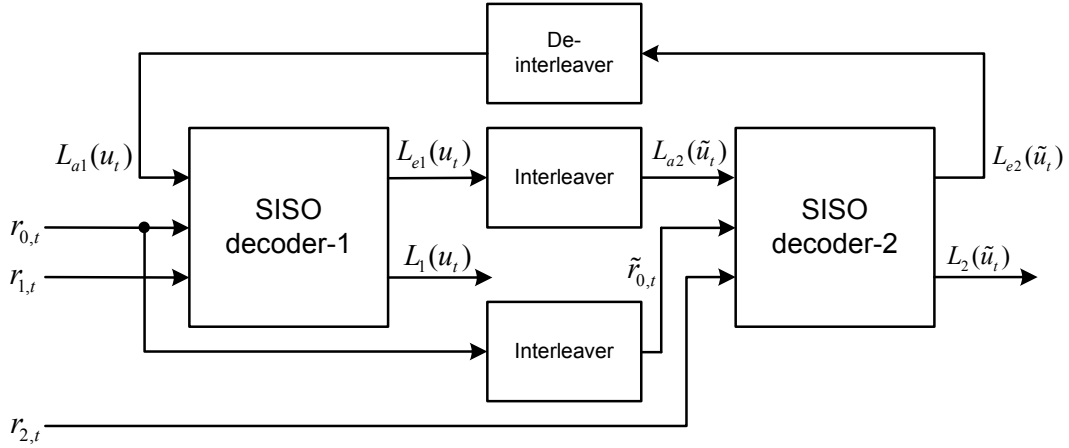 De-
interleaver
L_{a1}(u_t)
L_{e1}(u_t)
Interleaver
L_{a2}(ũ_t)
L_{e2}(ũ_t)
SISO
decoder-1
SISO
decoder-2
r_{0,t}
r_{1,t}
L_1(u_t)
r̃_{0,t}
L_2(ũ_t)
Interleaver
r_{2,t}